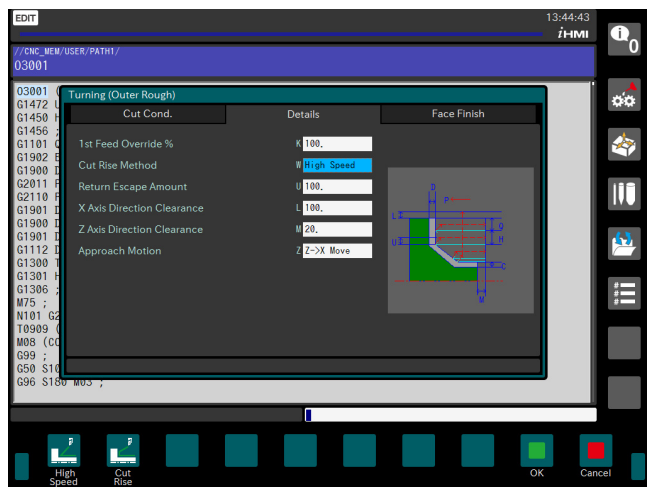 EDIT
13:44:43
iHMI
0
//CNC_MEM/USER/PATH1/
O3001
O3001 (
Turning (Outer Rough)
G1472 U
Cut Cond. Details Face Finish
G1450 H
G1456 ;
G1101 Q
1st Feed Override % K 100.
G1902 B
Cut Rise Method W High Speed
G1900 D
G2011 F
Return Escape Amount U 100.
G2110 F
G1901 D
X Axis Direction Clearance L 100.
G1900 D
Z Axis Direction Clearance M 20.
G1901 D
G1112 D
Approach Motion Z Z->X Move
G1300 T
G1301 H
G1306 ;
M75 ;
N101 G2
T0909 (
M08 (CO
G99 ;
G50 S10
G96 S180 M03 ;
D
P
L
Q
U
H
C
M
High Speed
Cut Rise
OK
Cancel